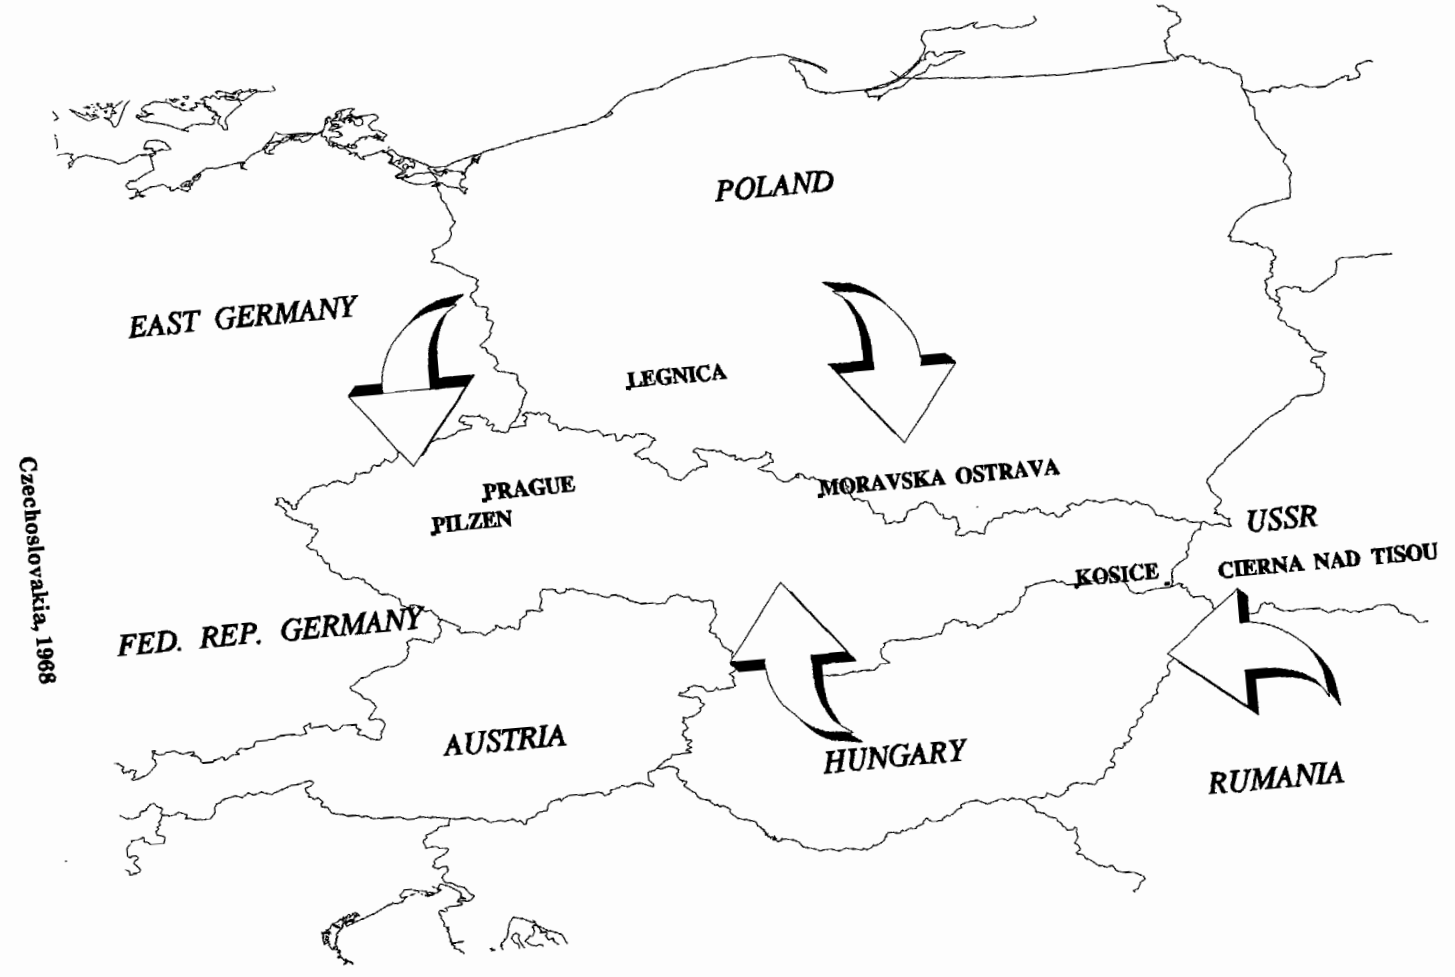 POLAND
EAST GERMANY
LEGNICA
PRAGUE
PILZEN
MORAVSKA OSTRAVA
USSR
CIERNA NAD TISOU
KOSICE
FED. REP. GERMANY
AUSTRIA
HUNGARY
RUMANIA
Czechoslovakia, 1968